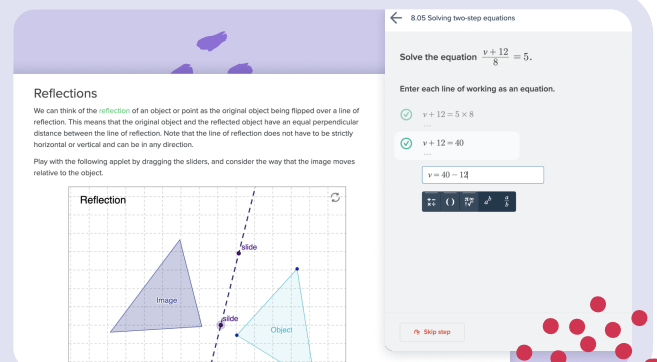 Reflections
We can think of the reflection of an object or point as the original object being flipped over a line of
reflection. This means that the original object and the reflected object have an equal perpendicular
distance between the line of reflection. Note that the line of reflection does not have to be strictly
horizontal or vertical and can be in any direction.
Play with the following applet by dragging the sliders, and consider the way that the image moves
relative to the object.
Reflection
slide
Image
silde
Object
8.05 Solving two-step equations
Solve the equation (v + 12)/8 = 5.
Enter each line of working as an equation.
v + 12 = 5 × 8
v + 12 = 40
v = 40 − 12
Skip step